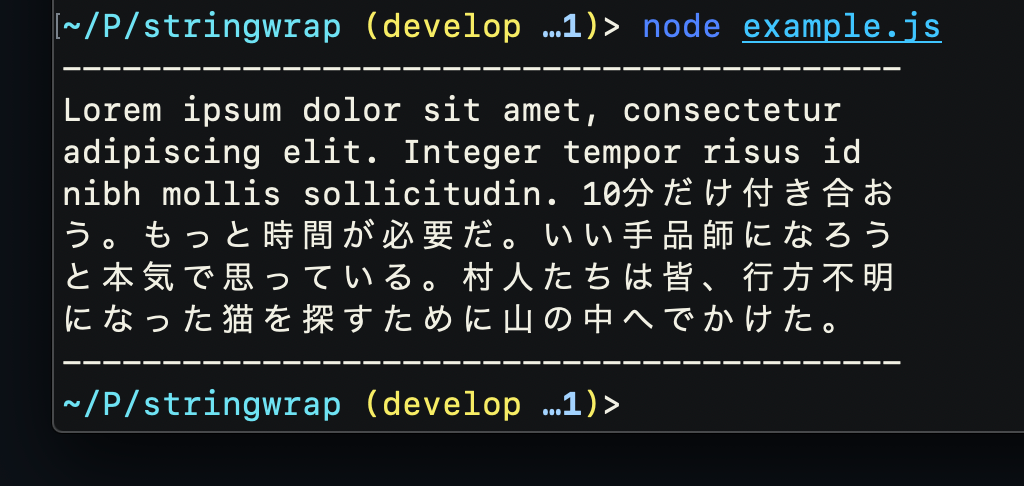 ~/P/stringwrap (develop …1)> node example.js
------------------------------------------
Lorem ipsum dolor sit amet, consectetur
adipiscing elit. Integer tempor risus id
nibh mollis sollicitudin. 10分だけ付き合お
う。もっと時間が必要だ。いい手品師になろう
と本気で思っている。村人たちは皆、行方不明
になった猫を探すために山の中へでかけた。
------------------------------------------
~/P/stringwrap (develop …1)>